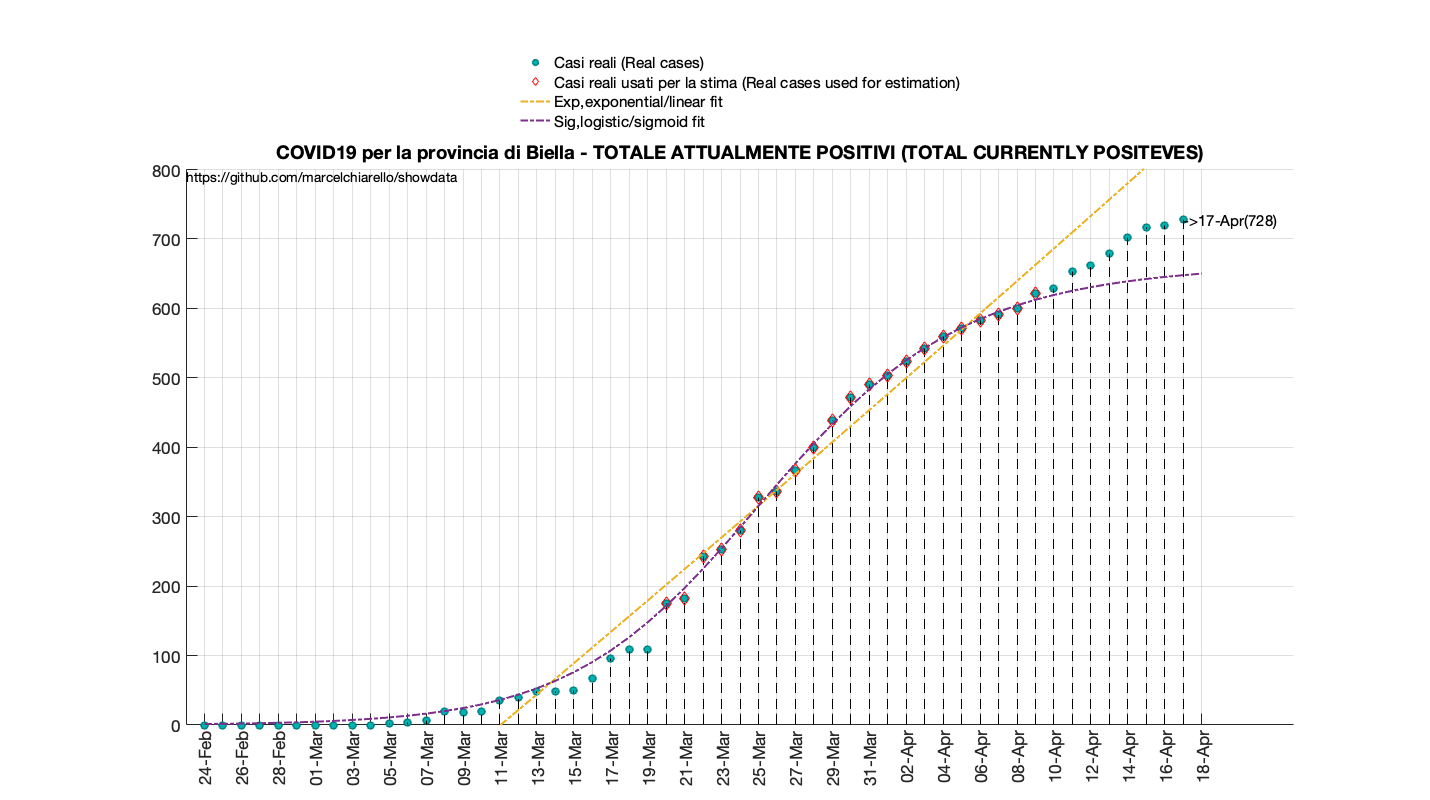 Casi reali (Real cases)
Casi reali usati per la stima (Real cases used for estimation)
Exp,exponential/linear fit
Sig,logistic/sigmoid fit
COVID19 per la provincia di Biella - TOTALE ATTUALMENTE POSITIVI (TOTAL CURRENTLY POSITEVES)
https://github.com/marcelchiarello/showdata
800
700
600
500
400
300
200
100
0
->17-Apr(728)
24-Feb
26-Feb
28-Feb
01-Mar
03-Mar
05-Mar
07-Mar
09-Mar
11-Mar
13-Mar
15-Mar
17-Mar
19-Mar
21-Mar
23-Mar
25-Mar
27-Mar
29-Mar
31-Mar
02-Apr
04-Apr
06-Apr
08-Apr
10-Apr
12-Apr
14-Apr
16-Apr
18-Apr